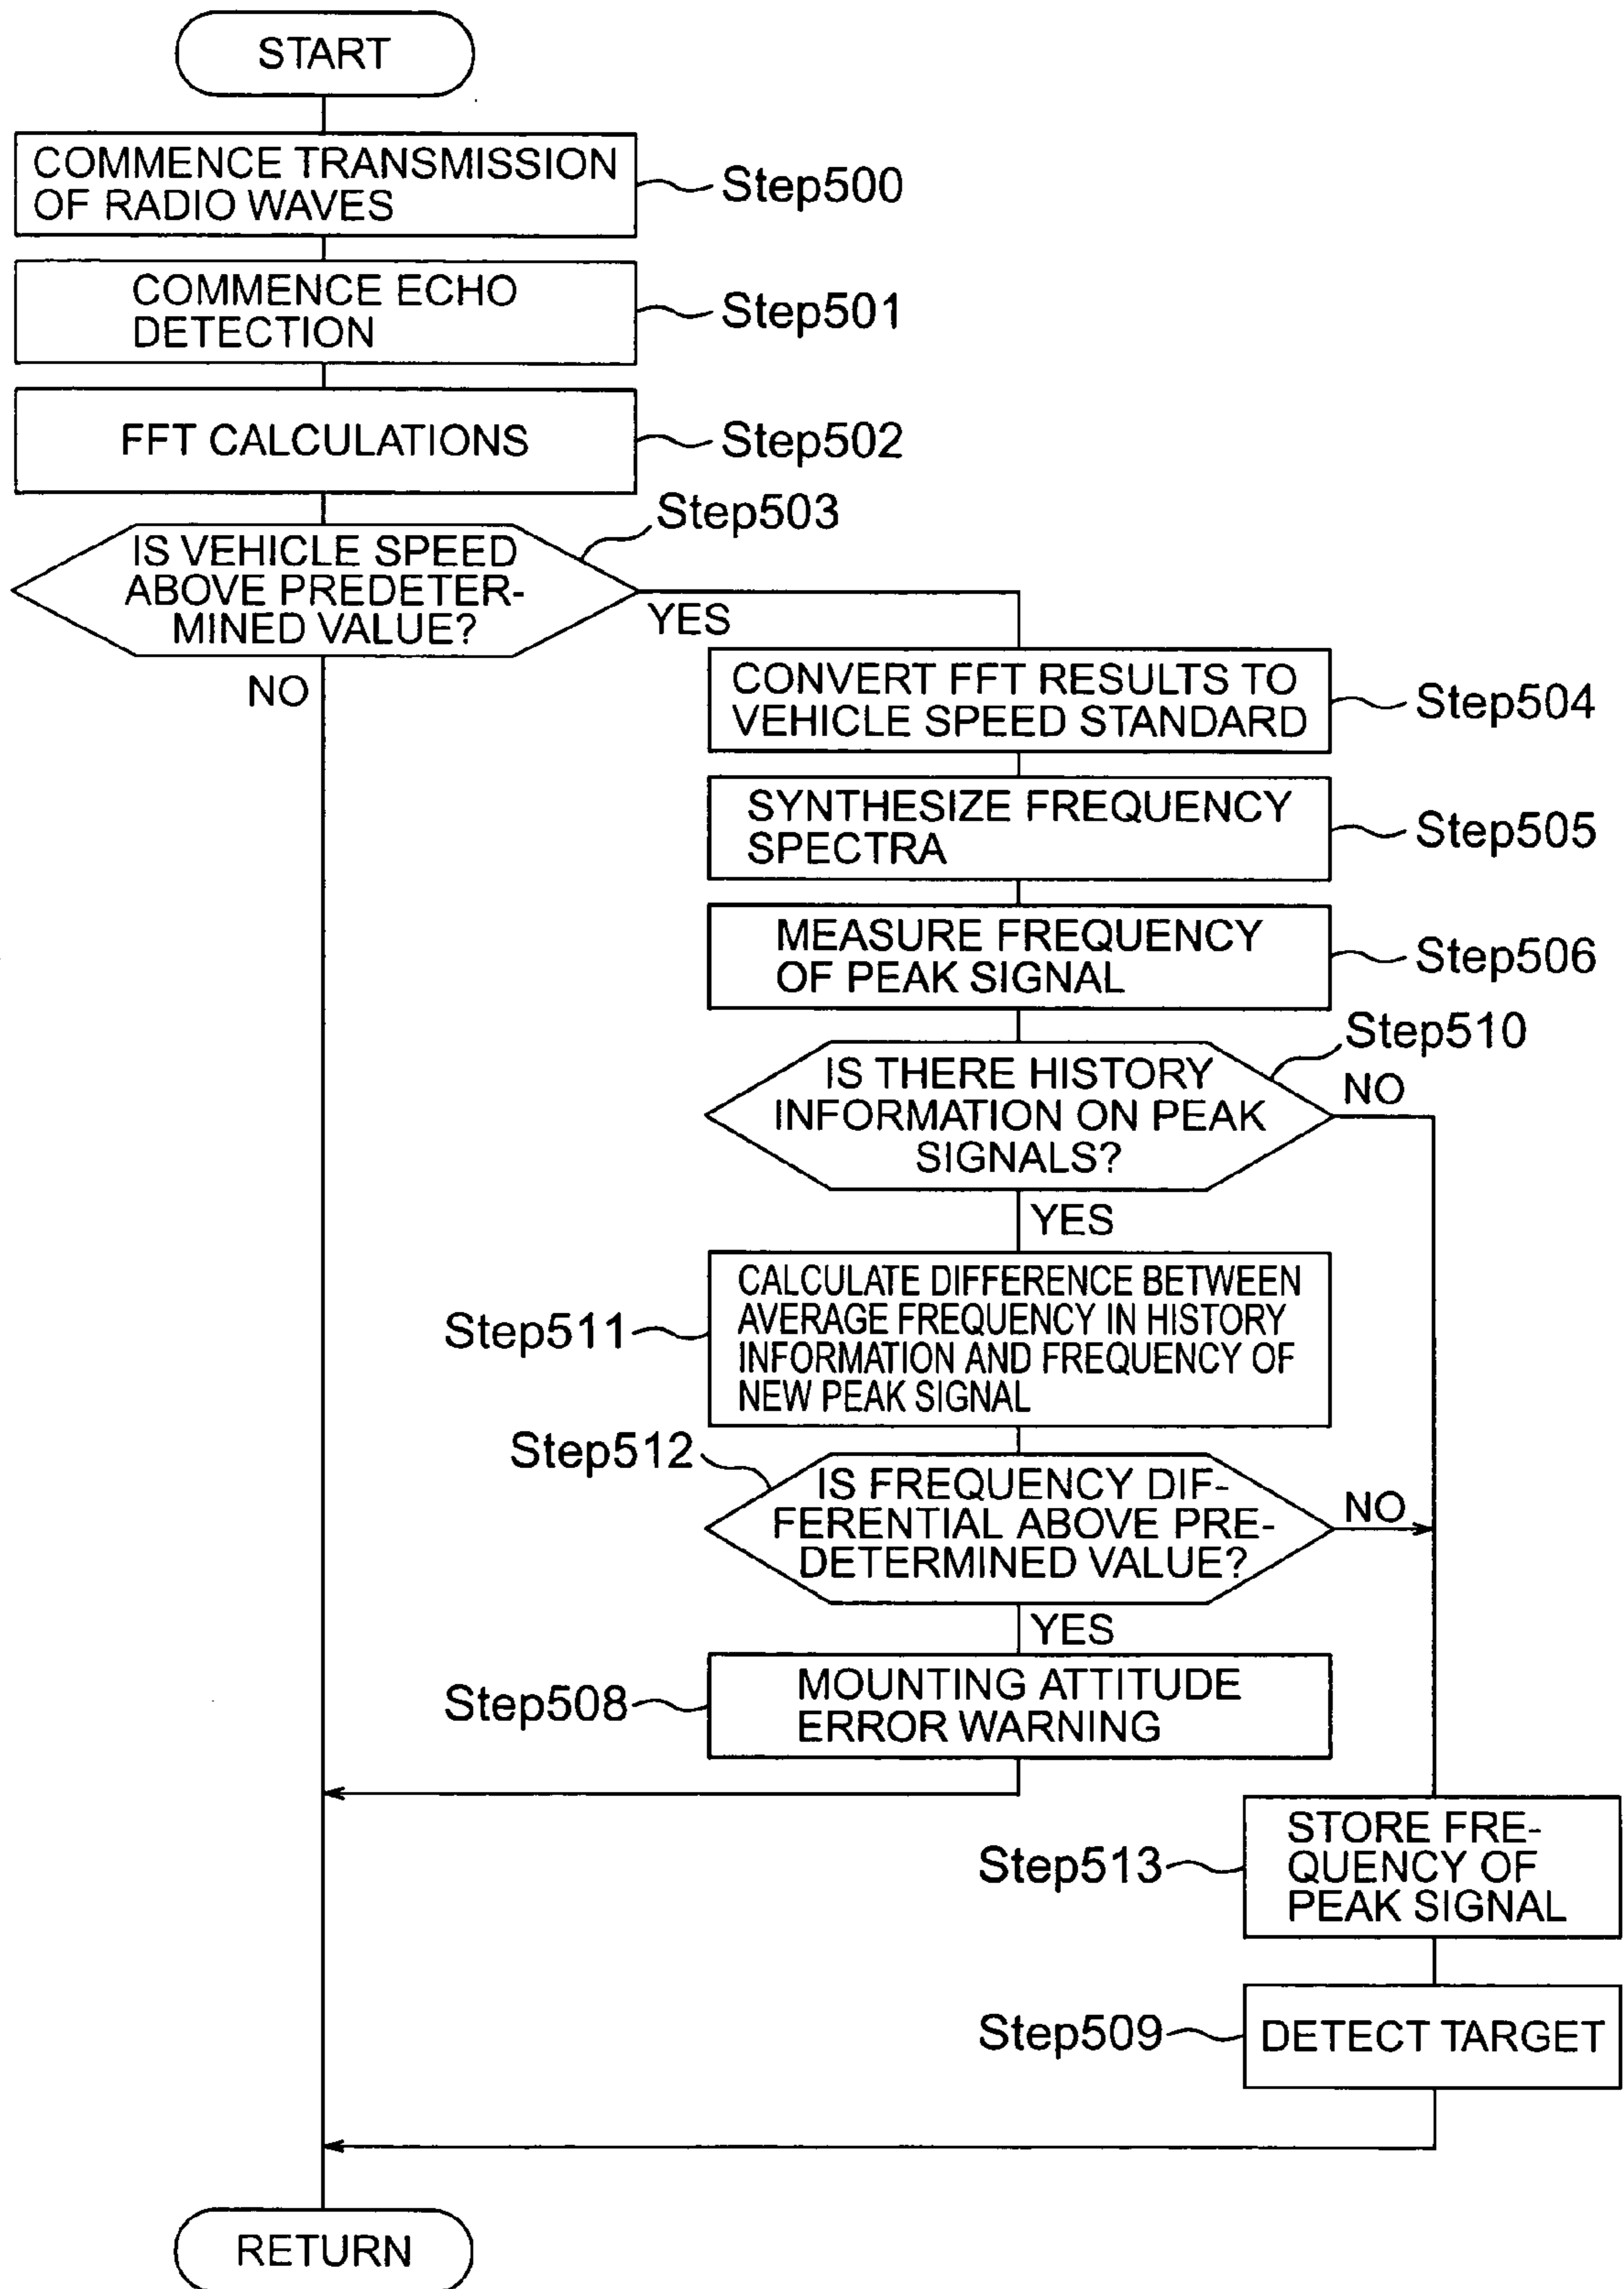 START
COMMENCE TRANSMISSION
OF RADIO WAVES
Step500
COMMENCE ECHO
DETECTION
Step501
FFT CALCULATIONS
Step502
Step503
IS VEHICLE SPEED
ABOVE PREDETER-
MINED VALUE?
YES
NO
CONVERT FFT RESULTS TO
VEHICLE SPEED STANDARD
Step504
SYNTHESIZE FREQUENCY
SPECTRA
Step505
MEASURE FREQUENCY
OF PEAK SIGNAL
Step506
Step510
IS THERE HISTORY
INFORMATION ON PEAK
SIGNALS?
NO
YES
CALCULATE DIFFERENCE BETWEEN
AVERAGE FREQUENCY IN HISTORY
INFORMATION AND FREQUENCY OF
NEW PEAK SIGNAL
Step511
Step512
IS FREQUENCY DIF-
FERENTIAL ABOVE PRE-
DETERMINED VALUE?
NO
YES
MOUNTING ATTITUDE
ERROR WARNING
Step508
STORE FRE-
QUENCY OF
PEAK SIGNAL
Step513
Step509
DETECT TARGET
RETURN